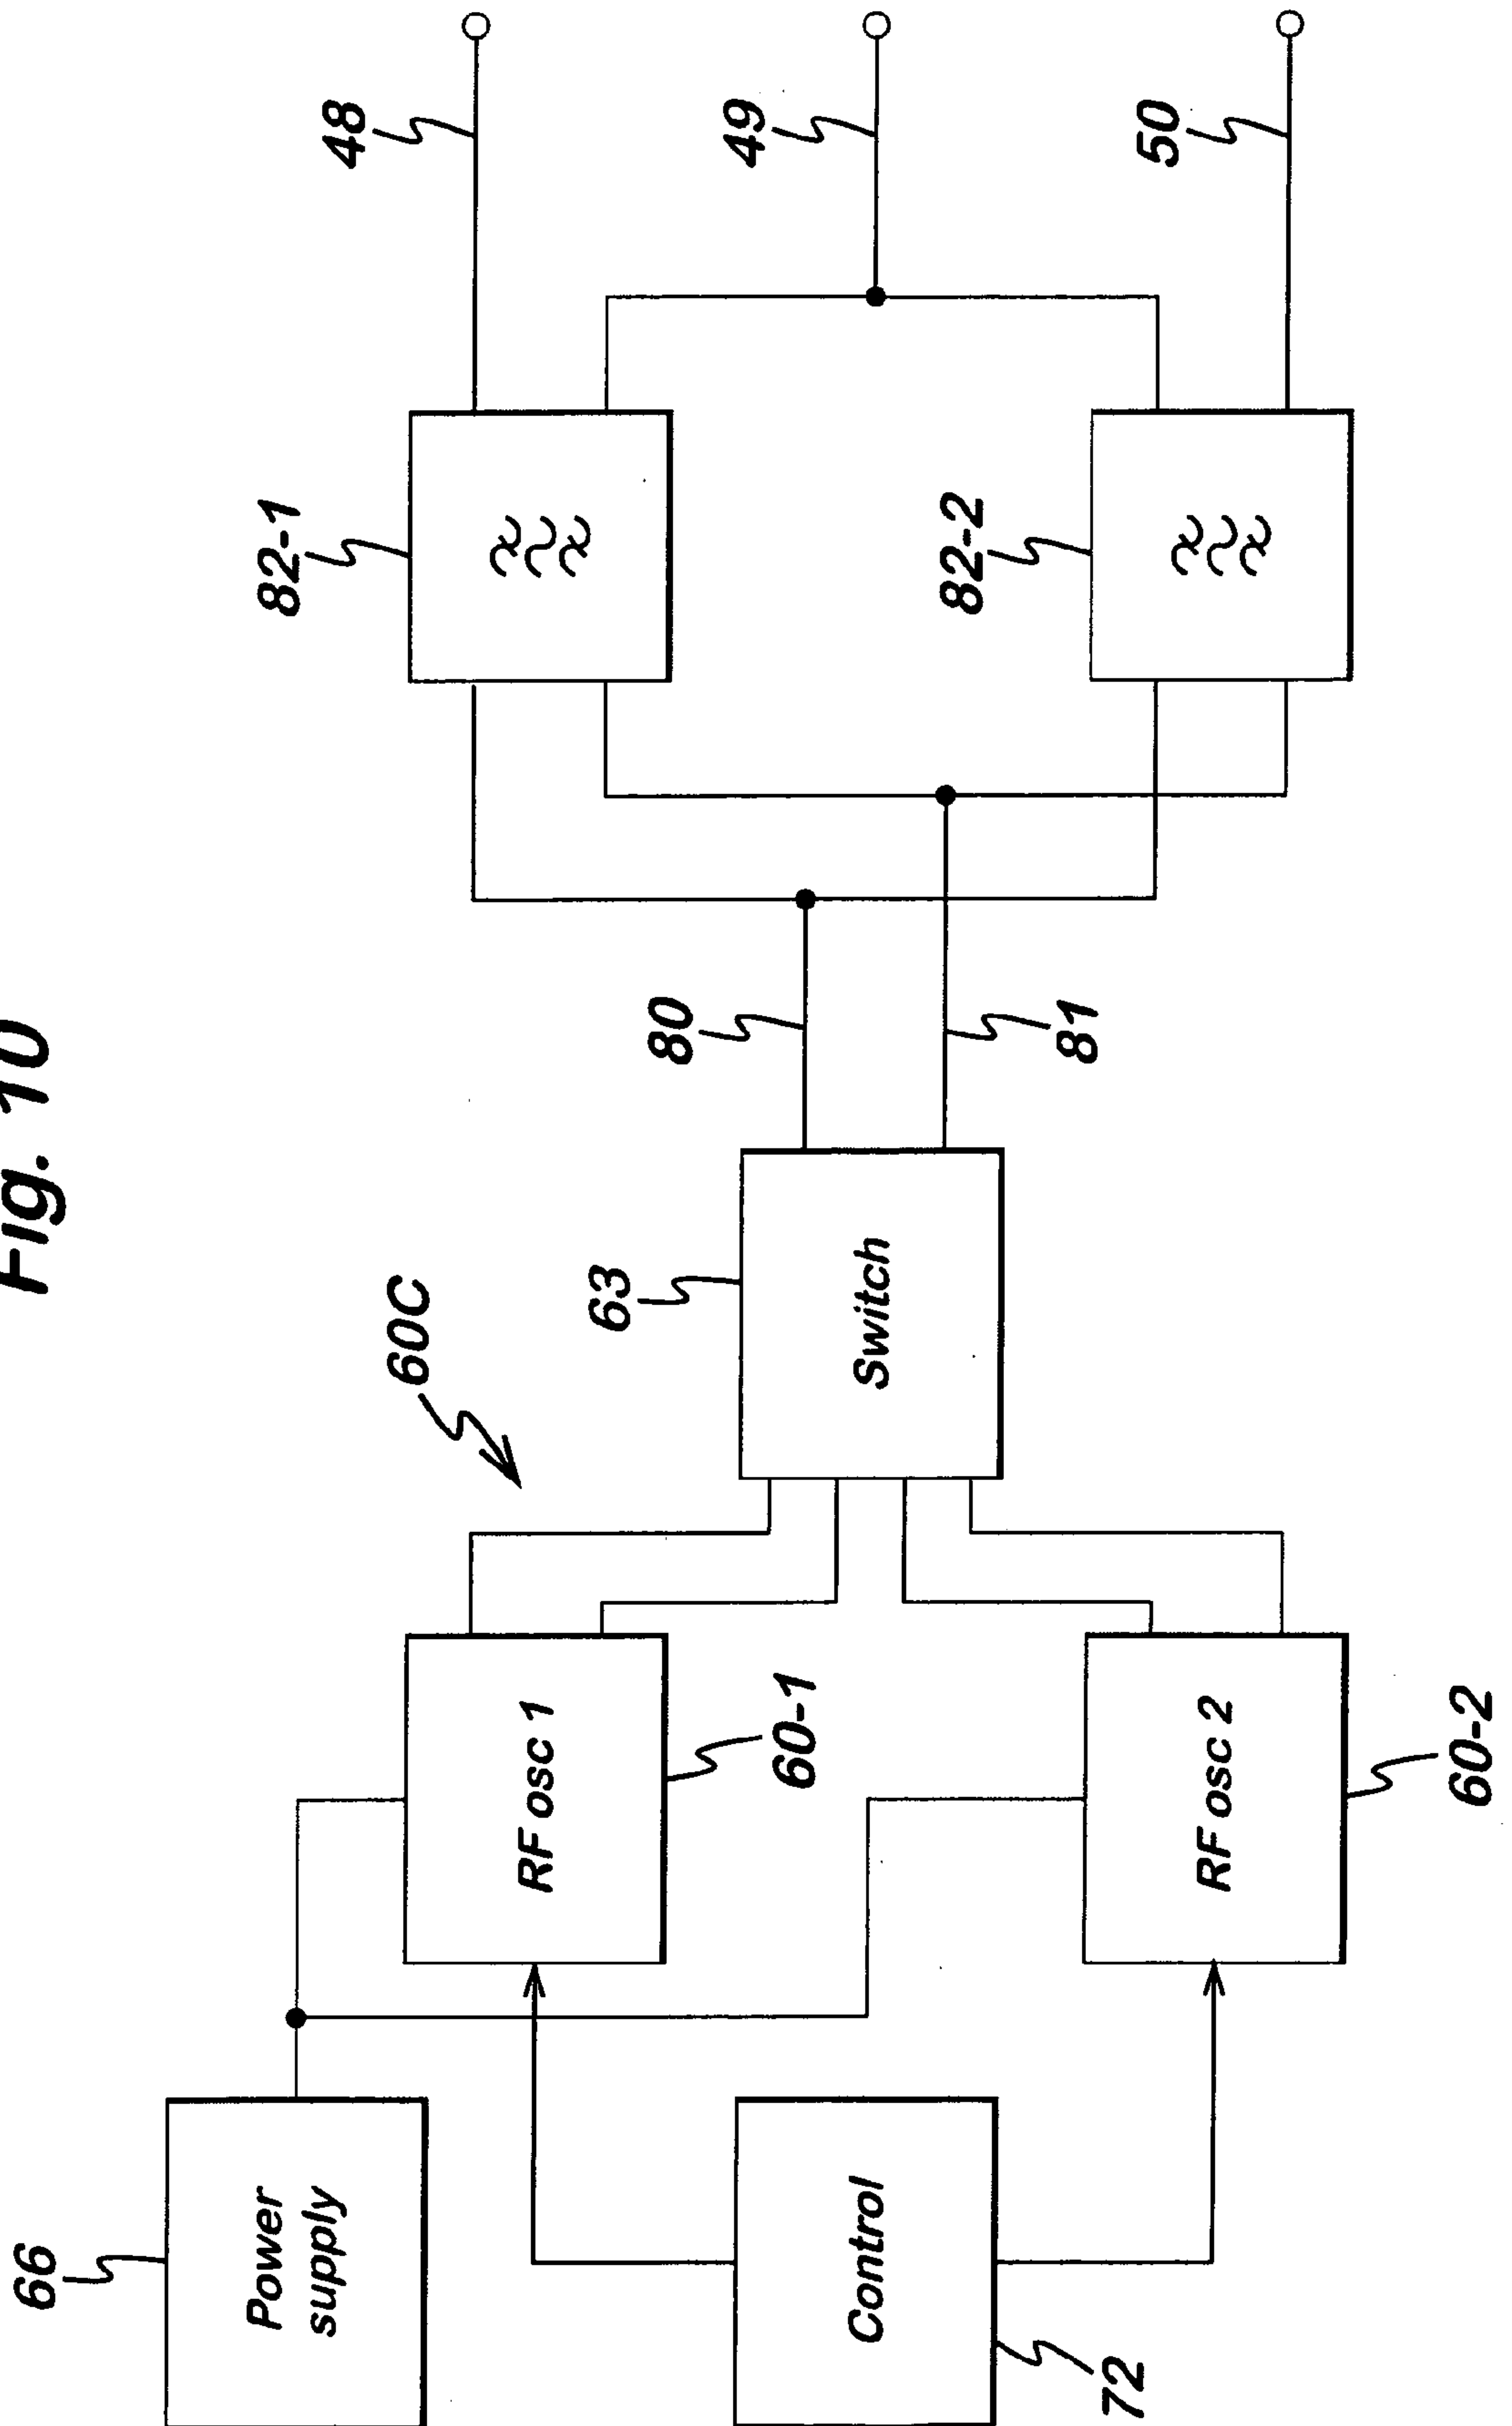 Fig. 10
66
Power
supply
Control
72
60C
RF osc 1
60-1
RF osc 2
60-2
63
Switch
80
81
82-1
82-2
48
49
50